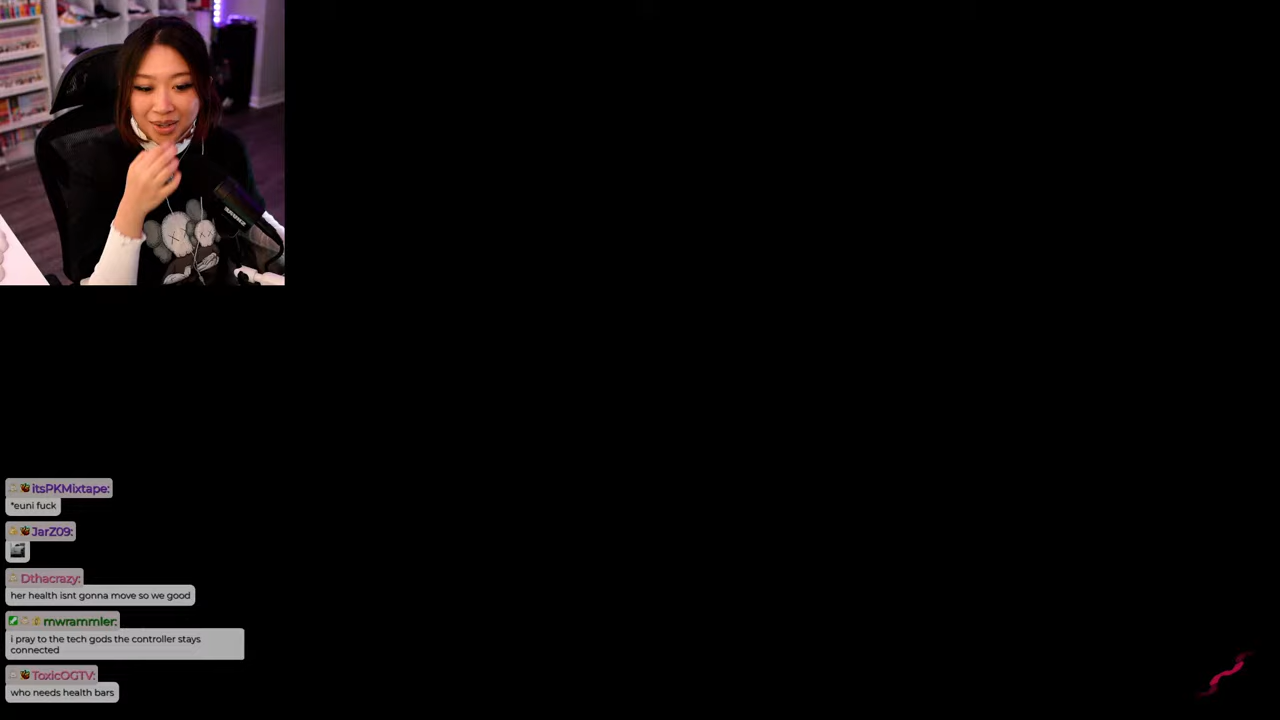 itsPKMixtape:
*euni fuck
JarZ09:
Dthacrazy:
her health isnt gonna move so we good
mwrammler:
i pray to the tech gods the controller stays
connected
ToxicOGTV:
who needs health bars